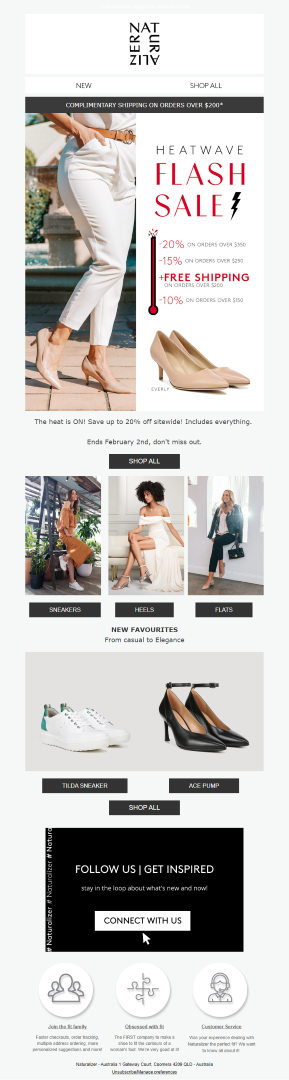 NATURALIZER
NEW
SHOP ALL
COMPLIMENTARY SHIPPING ON ORDERS OVER $200*
HEATWAVE
FLASH
SALE
-20% ON ORDERS OVER $350
-15% ON ORDERS OVER $250
+FREE SHIPPING
ON ORDERS OVER $200
-10% ON ORDERS OVER $150
EVERLY
The heat is ON! Save up to 20% off sitewide! Includes everything.
Ends February 2nd, don't miss out.
SHOP ALL
SNEAKERS
HEELS
FLATS
NEW FAVOURITES
From casual to Elegance
TILDA SNEAKER
ACE PUMP
SHOP ALL
# Naturalizer # Naturalizer # Naturo
FOLLOW US | GET INSPIRED
stay in the loop about what's new and now!
CONNECT WITH US
Join the fit family
Faster checkouts, order tracking, multiple address ordering, more personalized suggestions and more!
Obsessed with fit
The FIRST company to make a shoe to fit the contours of a woman's foot. We're very good at it!
Customer Service
Was your experience shopping with Naturalizer the perfect fit? We want to know all about it!
Naturalizer - Australia 1 Gateway Court, Coomera 4209 QLD - Australia
Unsubscribe Manage preferences